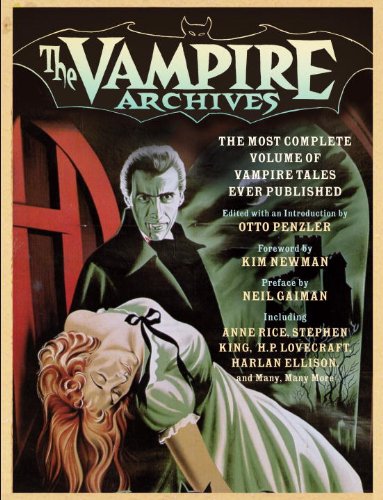 The VAMPIRE
ARCHIVES
THE MOST COMPLETE
VOLUME OF
VAMPIRE TALES
EVER PUBLISHED
Edited with an Introduction by
OTTO PENZLER
Foreword by
KIM NEWMAN
Preface by
NEIL GAIMAN
Including
ANNE RICE, STEPHEN
KING, H.P. LOVECRAFT,
HARLAN ELLISON,
and Many, Many More